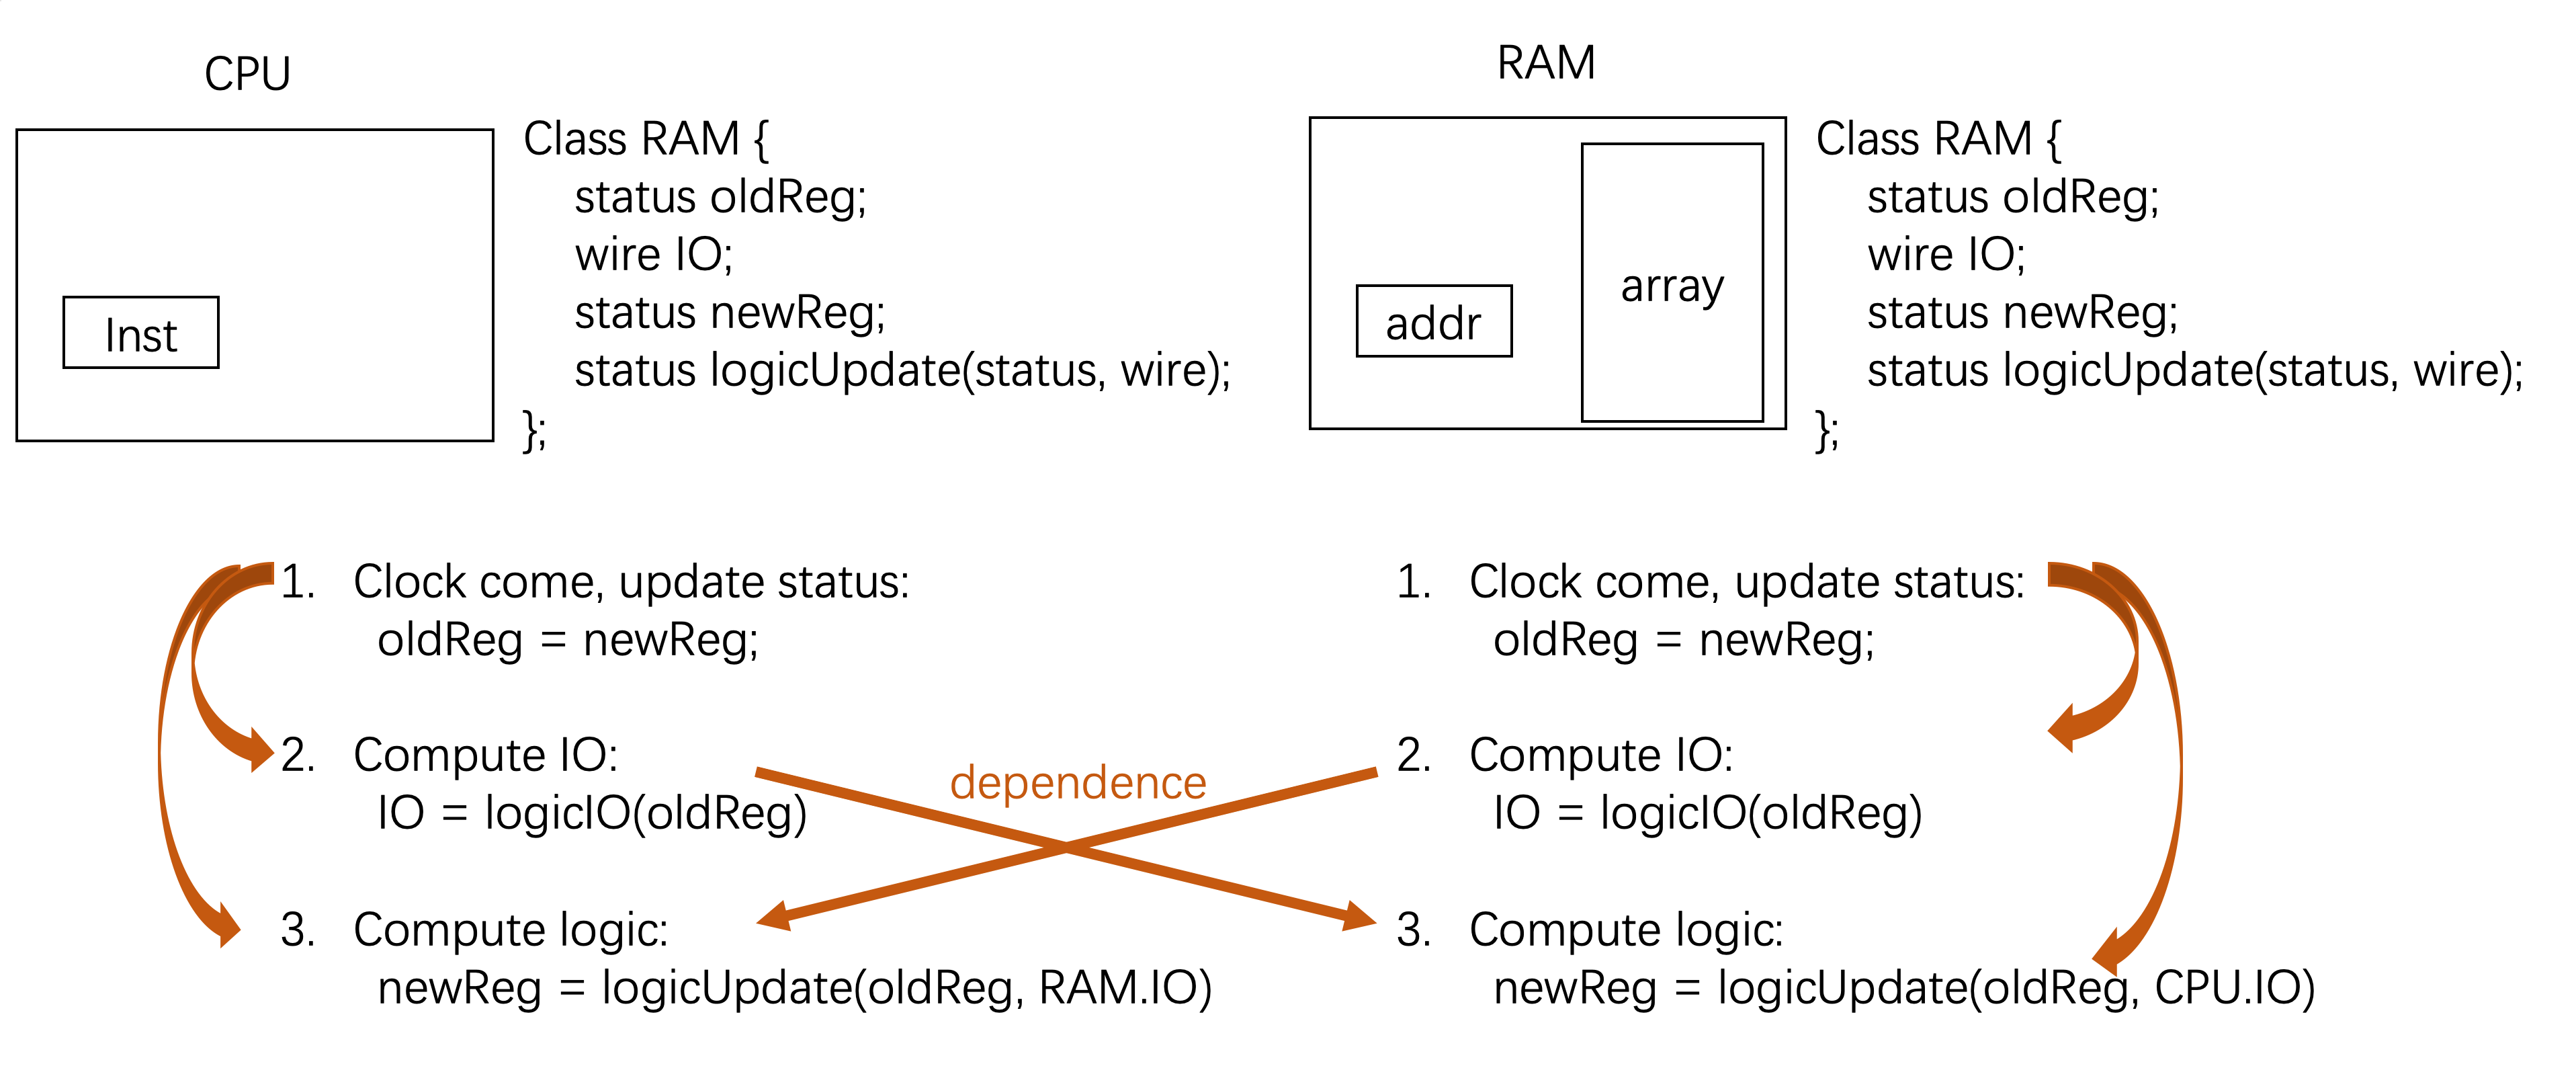 CPU
Inst
Class RAM {
status oldReg;
wire IO;
status newReg;
status logicUpdate(status, wire);
};
RAM
addr
array
Class RAM {
status oldReg;
wire IO;
status newReg;
status logicUpdate(status, wire);
};
1. Clock come, update status:
oldReg = newReg;
2. Compute IO:
IO = logicIO(oldReg)
3. Compute logic:
newReg = logicUpdate(oldReg, RAM.IO)
dependence
1. Clock come, update status:
oldReg = newReg;
2. Compute IO:
IO = logicIO(oldReg)
3. Compute logic:
newReg = logicUpdate(oldReg, CPU.IO)